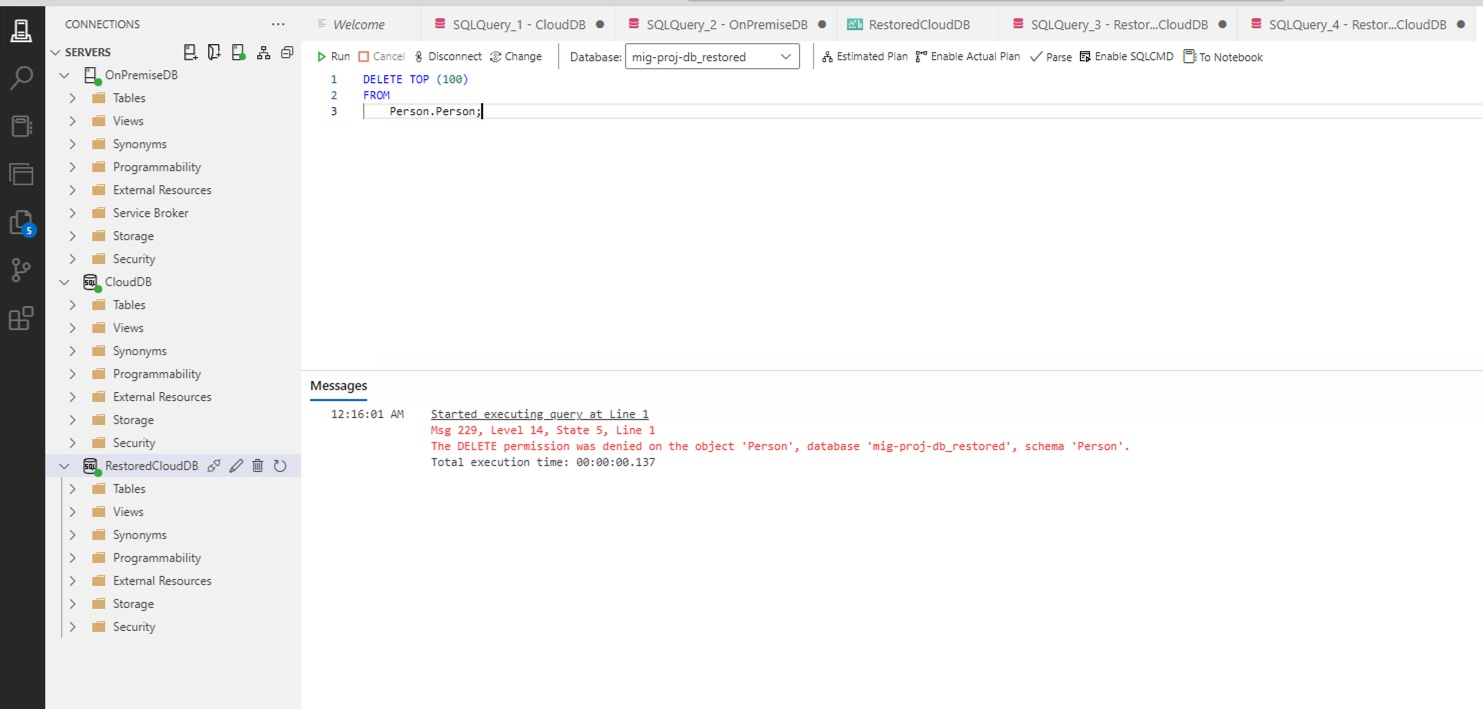 CONNECTIONS ...
SERVERS
OnPremiseDB
Tables
Views
Synonyms
Programmability
External Resources
Service Broker
Storage
Security
CloudDB
Tables
Views
Synonyms
Programmability
External Resources
Storage
Security
RestoredCloudDB
Tables
Views
Synonyms
Programmability
External Resources
Storage
Security
5
Welcome SQLQuery_1 - CloudDB SQLQuery_2 - OnPremiseDB RestoredCloudDB SQLQuery_3 - Restor...CloudDB SQLQuery_4 - Restor...CloudDB
Run Cancel Disconnect Change Database: mig-proj-db_restored Estimated Plan Enable Actual Plan Parse Enable SQLCMD To Notebook
1 DELETE TOP (100)
2 FROM
3 Person.Person;
Messages
12:16:01 AM Started executing query at Line 1
Msg 229, Level 14, State 5, Line 1
The DELETE permission was denied on the object 'Person', database 'mig-proj-db_restored', schema 'Person'.
Total execution time: 00:00:00.137